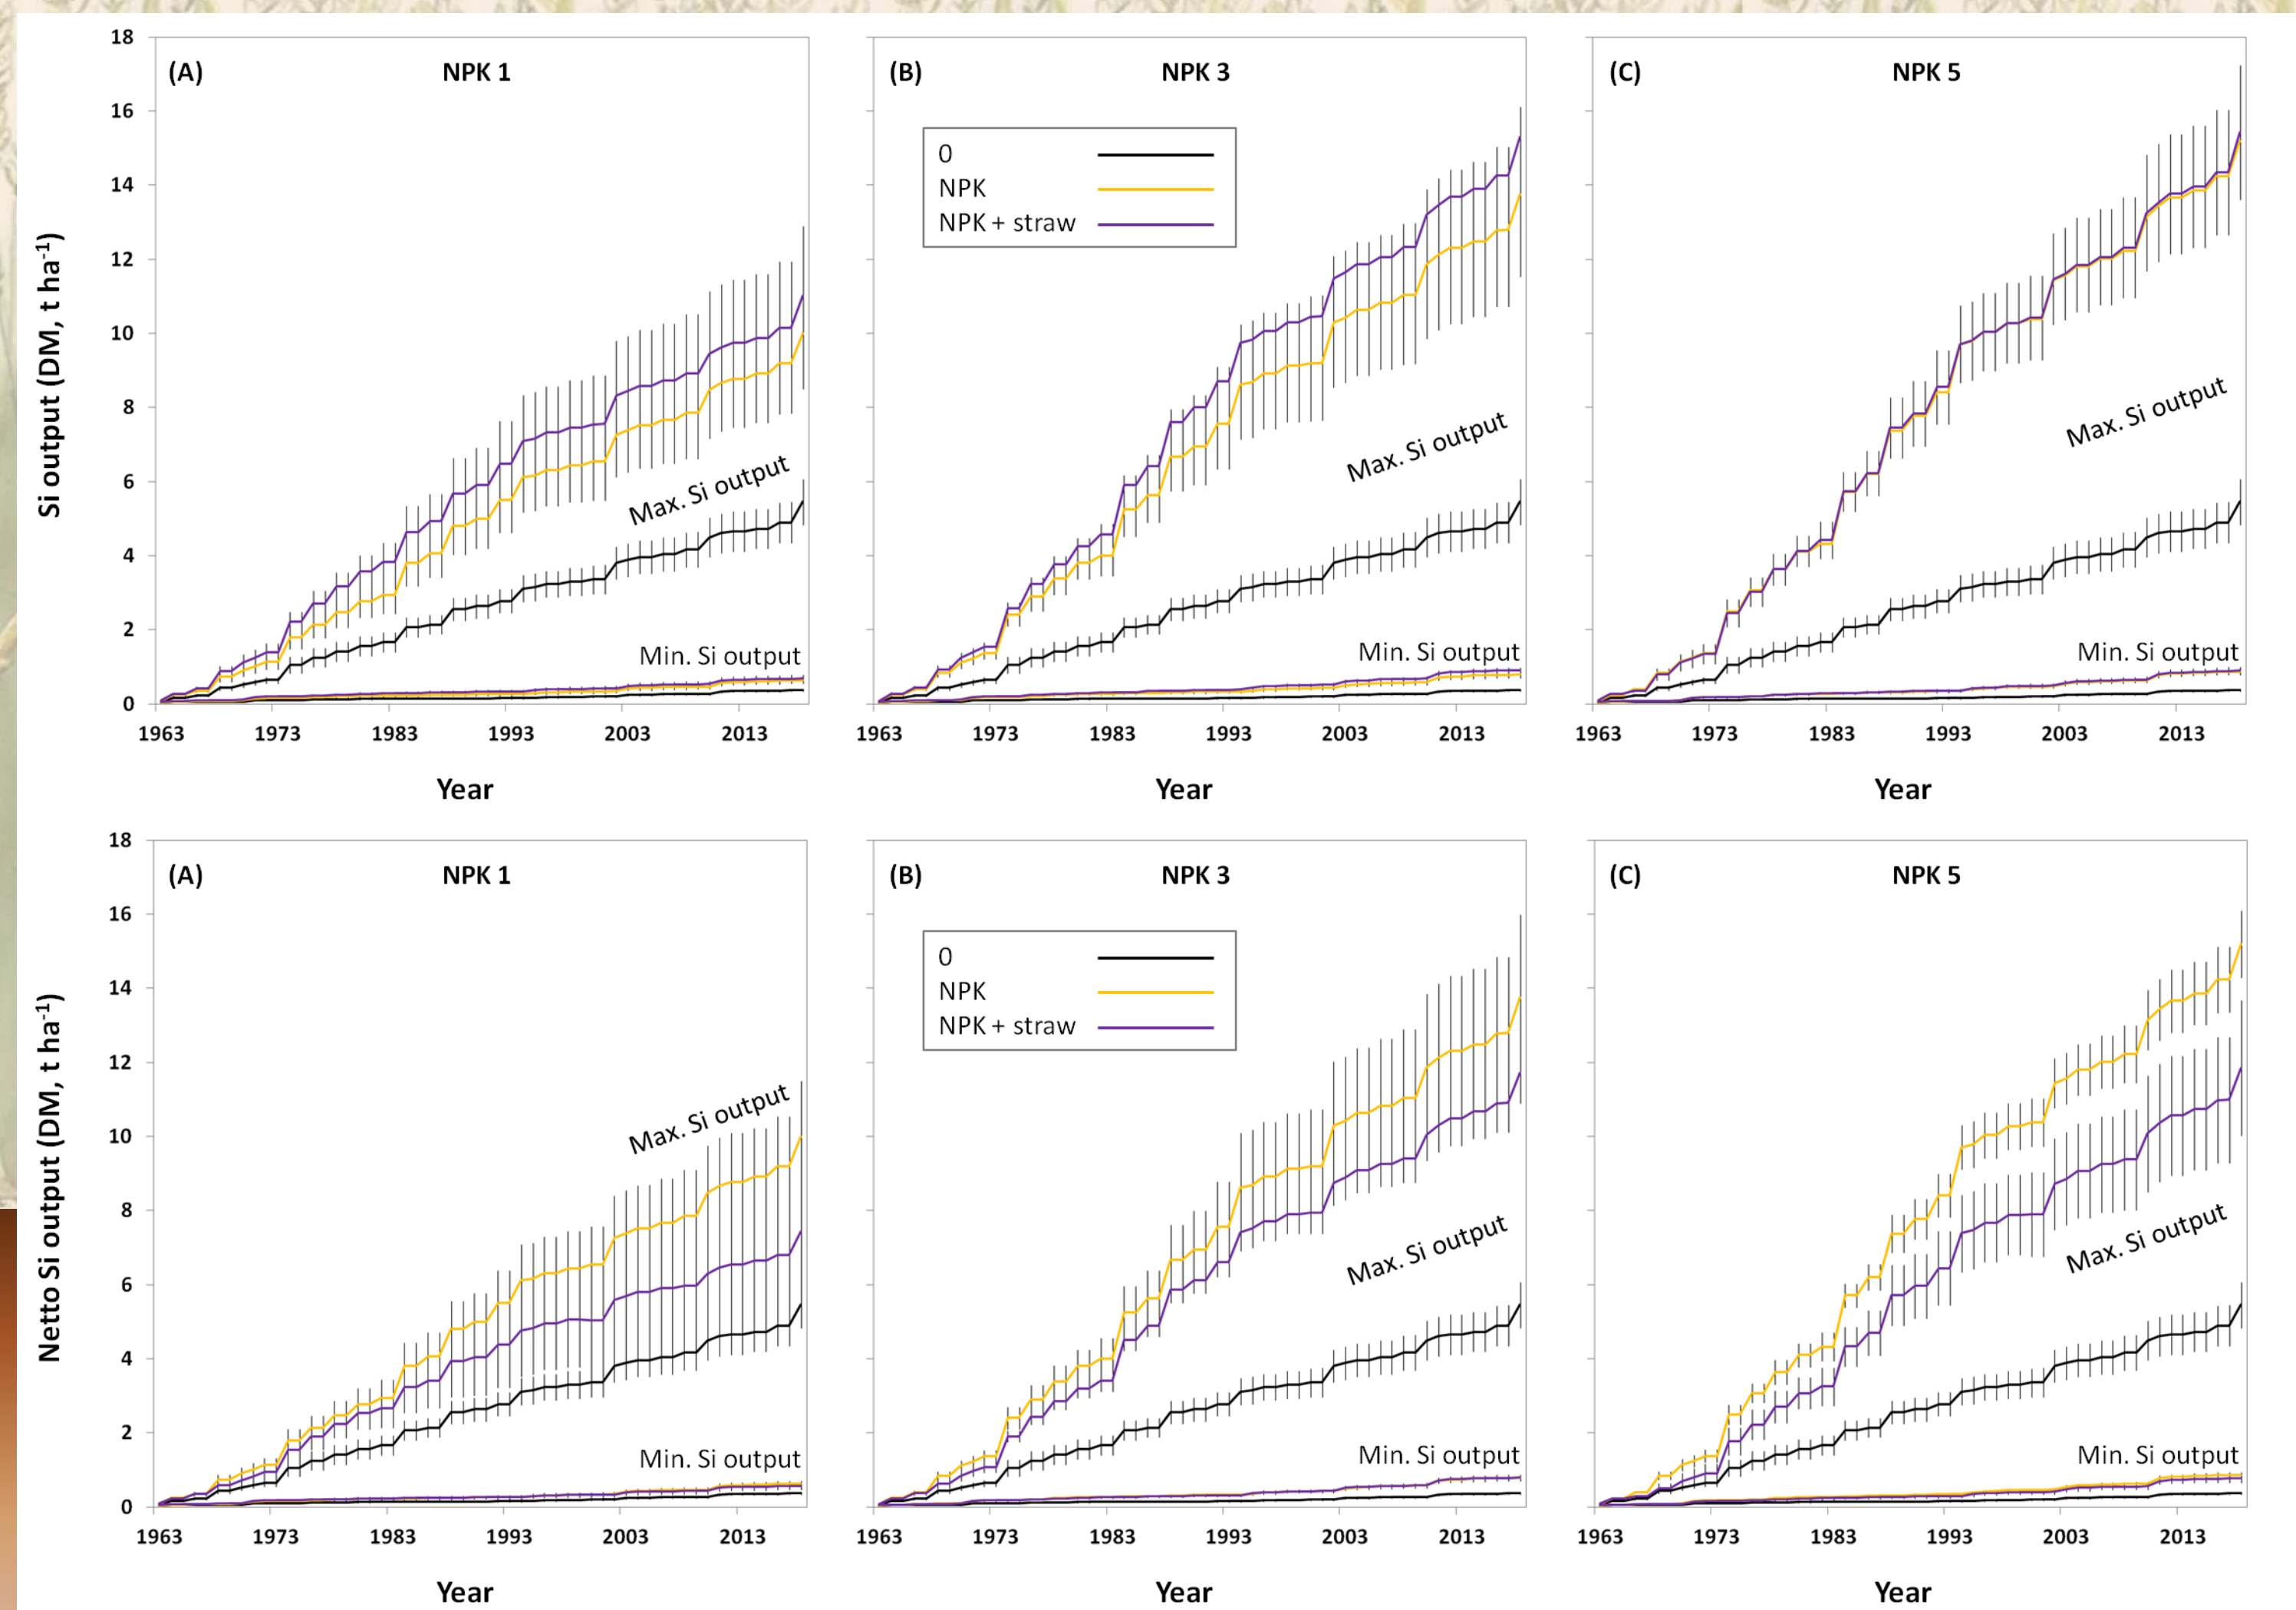 Si output (DM, t ha⁻¹)
18
16
14
12
10
8
6
4
2
0
(A) NPK 1
Max. Si output
Min. Si output
1963 1973 1983 1993 2003 2013
Year
(B) NPK 3
0
NPK
NPK + straw
Max. Si output
Min. Si output
1963 1973 1983 1993 2003 2013
Year
(C) NPK 5
Max. Si output
Min. Si output
1963 1973 1983 1993 2003 2013
Year
Netto Si output (DM, t ha⁻¹)
18
16
14
12
10
8
6
4
2
0
(A) NPK 1
Max. Si output
Min. Si output
1963 1973 1983 1993 2003 2013
Year
(B) NPK 3
0
NPK
NPK + straw
Max. Si output
Min. Si output
1963 1973 1983 1993 2003 2013
Year
(C) NPK 5
Max. Si output
Min. Si output
1963 1973 1983 1993 2003 2013
Year